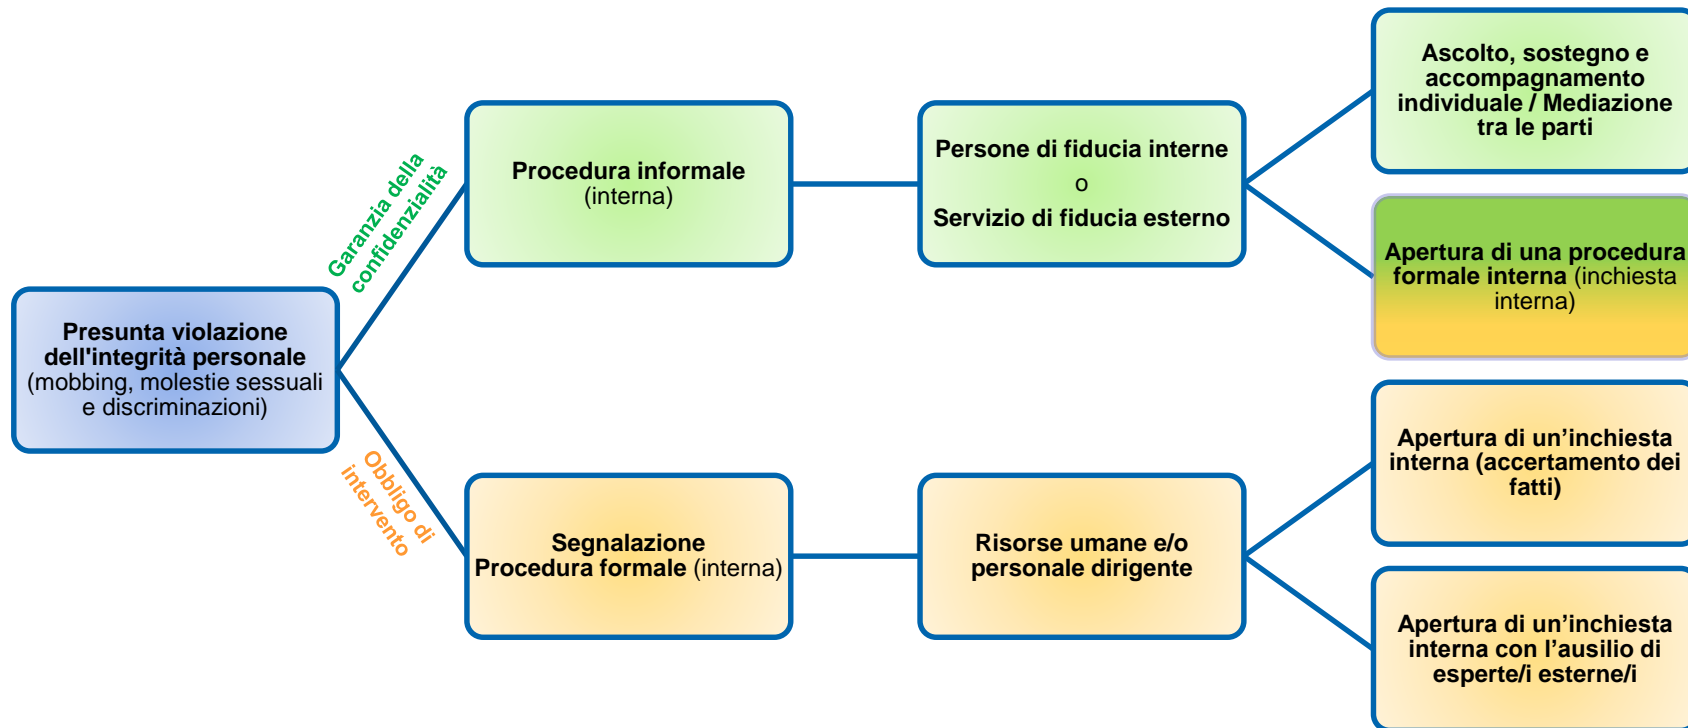 Presunta violazione
dell'integrità personale
(mobbing, molestie sessuali
e discriminazioni)
Garanzia della
confidenzialità
Procedura informale
(interna)
Persone di fiducia interne
o
Servizio di fiducia esterno
Ascolto, sostegno e
accompagnamento
individuale / Mediazione
tra le parti
Apertura di una procedura
formale interna (inchiesta
interna)
Obbligo di
intervento
Segnalazione
Procedura formale (interna)
Risorse umane e/o
personale dirigente
Apertura di un’inchiesta
interna (accertamento dei
fatti)
Apertura di un’inchiesta
interna con l’ausilio di
esperte/i esterne/i